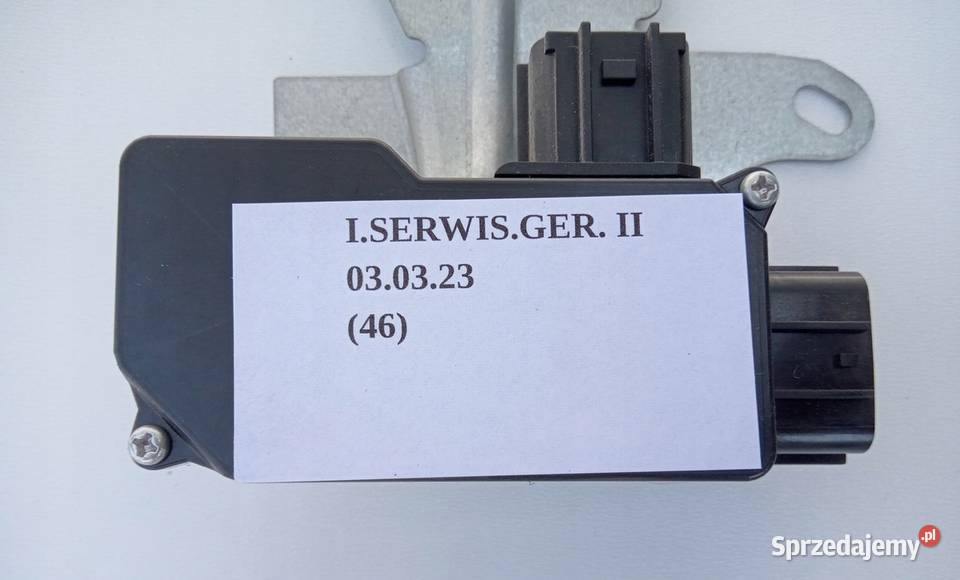 I.SERWIS.GER. II
03.03.23
(46)
Sprzedajemy.pl